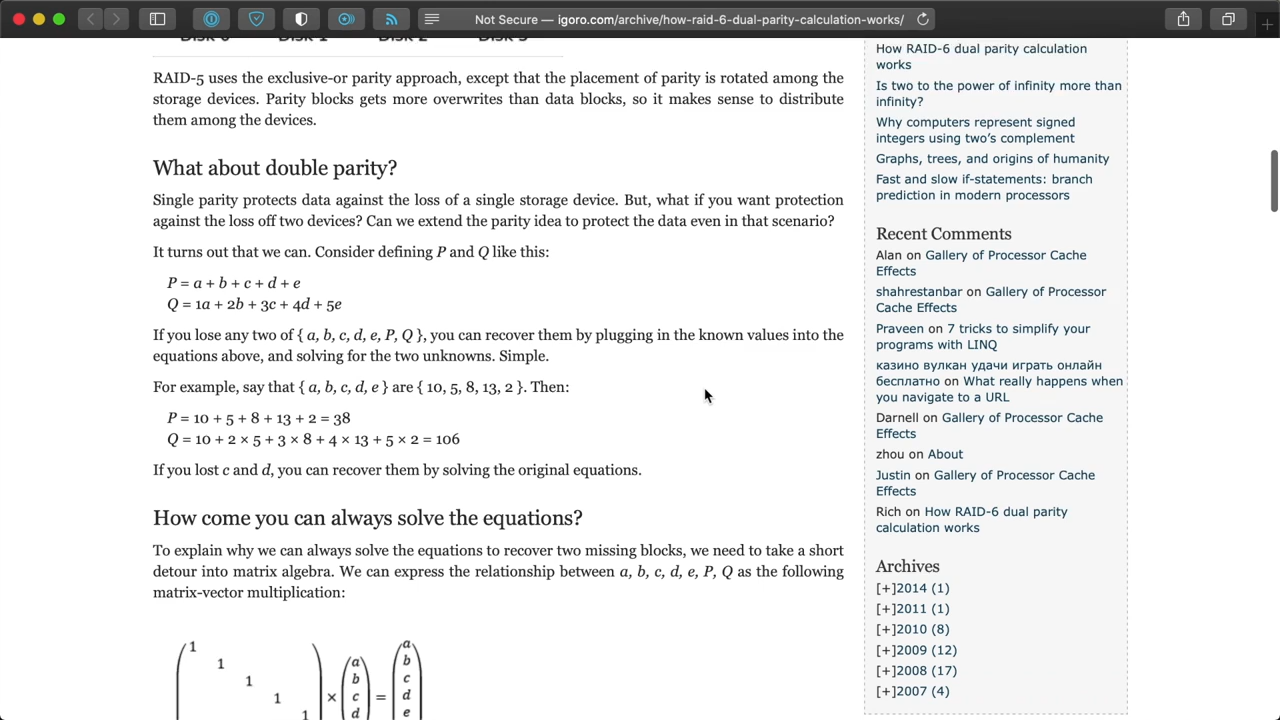 Not Secure — igoro.com/archive/how-raid-6-dual-parity-calculation-works/
RAID-5 uses the exclusive-or parity approach, except that the placement of parity is rotated among the
storage devices. Parity blocks gets more overwrites than data blocks, so it makes sense to distribute
them among the devices.
What about double parity?
Single parity protects data against the loss of a single storage device. But, what if you want protection
against the loss off two devices? Can we extend the parity idea to protect the data even in that scenario?
It turns out that we can. Consider defining P and Q like this:
P = a + b + c + d + e
Q = 1a + 2b + 3c + 4d + 5e
If you lose any two of { a, b, c, d, e, P, Q }, you can recover them by plugging in the known values into the
equations above, and solving for the two unknowns. Simple.
For example, say that { a, b, c, d, e } are { 10, 5, 8, 13, 2 }. Then:
P = 10 + 5 + 8 + 13 + 2 = 38
Q = 10 + 2 × 5 + 3 × 8 + 4 × 13 + 5 × 2 = 106
If you lost c and d, you can recover them by solving the original equations.
How come you can always solve the equations?
To explain why we can always solve the equations to recover two missing blocks, we need to take a short
detour into matrix algebra. We can express the relationship between a, b, c, d, e, P, Q as the following
matrix-vector multiplication:
1 a
1 a b
1 b c
1 × c = d
1 d e
How RAID-6 dual parity calculation
works
Is two to the power of infinity more than
infinity?
Why computers represent signed
integers using two's complement
Graphs, trees, and origins of humanity
Fast and slow if-statements: branch
prediction in modern processors
Recent Comments
Alan on Gallery of Processor Cache
Effects
shahrestanbar on Gallery of Processor
Cache Effects
Praveen on 7 tricks to simplify your
programs with LINQ
казино вулкан удачи играть онлайн
бесплатно on What really happens when
you navigate to a URL
Darnell on Gallery of Processor Cache
Effects
zhou on About
Justin on Gallery of Processor Cache
Effects
Rich on How RAID-6 dual parity
calculation works
Archives
[+]2014 (1)
[+]2011 (1)
[+]2010 (8)
[+]2009 (12)
[+]2008 (17)
[+]2007 (4)